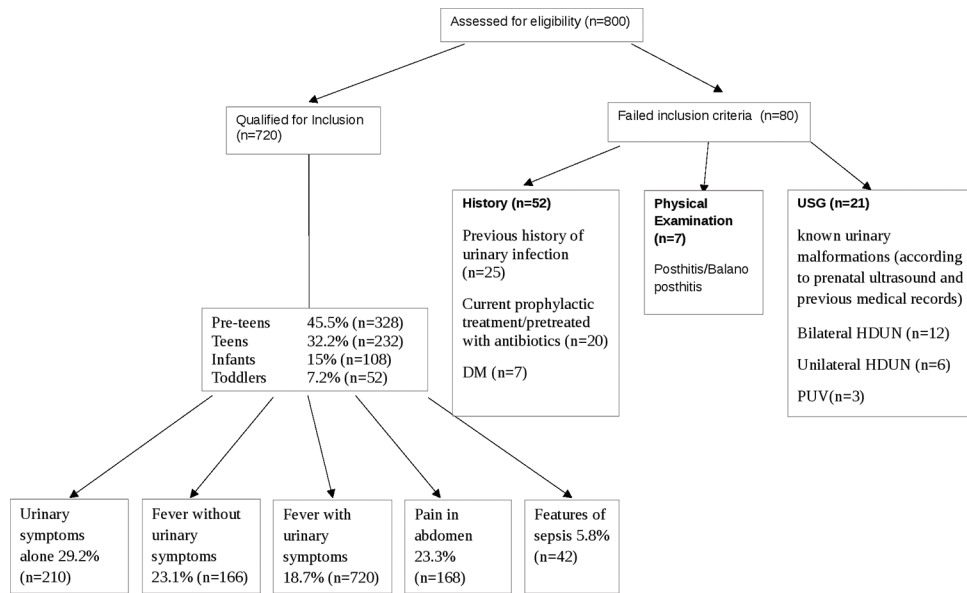 Assessed for eligibility (n=800)
Qualified for Inclusion
(n=720)
Failed inclusion criteria (n=80)
History (n=52)
Previous history of
urinary infection
(n=25)
Current prophylactic
treatment/pretreated
with antibiotics (n=20)
DM (n=7)
Physical
Examination
(n=7)
Posthitis/Balano
posthitis
USG (n=21)
known urinary
malformations (according
to prenatal ultrasound and
previous medical records)
Bilateral HDUN (n=12)
Unilateral HDUN (n=6)
PUV(n=3)
Pre-teens 45.5% (n=328)
Teens 32.2% (n=232)
Infants 15% (n=108)
Toddlers 7.2% (n=52)
Urinary
symptoms
alone 29.2%
(n=210)
Fever without
urinary
symptoms
23.1% (n=166)
Fever with
urinary
symptoms
18.7% (n=720)
Pain in
abdomen
23.3%
(n=168)
Features of
sepsis 5.8%
(n=42)